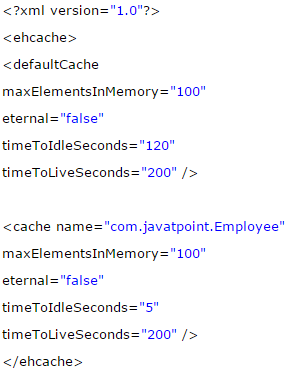 <?xml version="1.0"?>
<ehcache>
<defaultCache
maxElementsInMemory="100"
eternal="false"
timeToIdleSeconds="120"
timeToLiveSeconds="200" />
<cache name="com.javatpoint.Employee"
maxElementsInMemory="100"
eternal="false"
timeToIdleSeconds="5"
timeToLiveSeconds="200" />
</ehcache>